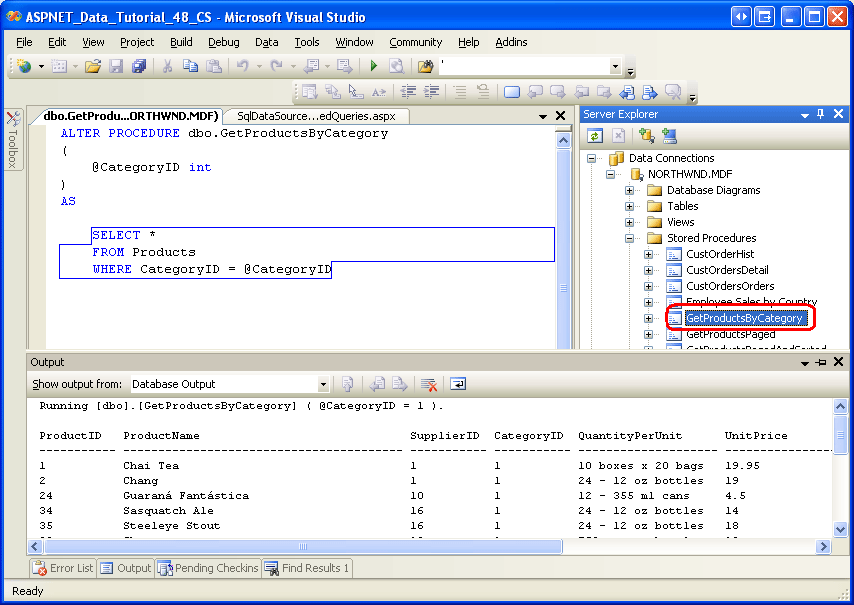 ASPNET_Data_Tutorial_48_CS - Microsoft Visual Studio
File Edit View Project Build Debug Data Tools Window Community Help Addins
Toolbox
dbo.GetProdu...ORTHWND.MDF) SqlDataSource...edQueries.aspx
ALTER PROCEDURE dbo.GetProductsByCategory
(
@CategoryID int
)
AS
SELECT *
FROM Products
WHERE CategoryID = @CategoryID
Server Explorer
Data Connections
NORTHWND.MDF
Database Diagrams
Tables
Views
Stored Procedures
CustOrderHist
CustOrdersDetail
CustOrdersOrders
Employee Sales by Country
GetProductsByCategory
GetProductsPaged
GetProductsPagedAndSorted
Output
Show output from: Database Output
Running [dbo].[GetProductsByCategory] ( @CategoryID = 1 ).
ProductID ProductName SupplierID CategoryID QuantityPerUnit UnitPrice
1 Chai Tea 1 1 10 boxes x 20 bags 19.95
2 Chang 1 1 24 - 12 oz bottles 19
24 Guaraná Fantástica 10 1 12 - 355 ml cans 4.5
34 Sasquatch Ale 16 1 24 - 12 oz bottles 14
35 Steeleye Stout 16 1 24 - 12 oz bottles 18
Error List Output Pending Checkins Find Results 1
Ready